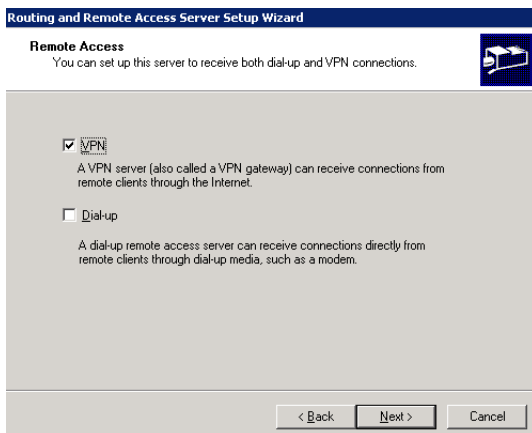 Routing and Remote Access Server Setup Wizard
Remote Access
You can set up this server to receive both dial-up and VPN connections.
VPN
A VPN server (also called a VPN gateway) can receive connections from
remote clients through the Internet.
Dial-up
A dial-up remote access server can receive connections directly from
remote clients through dial-up media, such as a modem.
< Back Next > Cancel